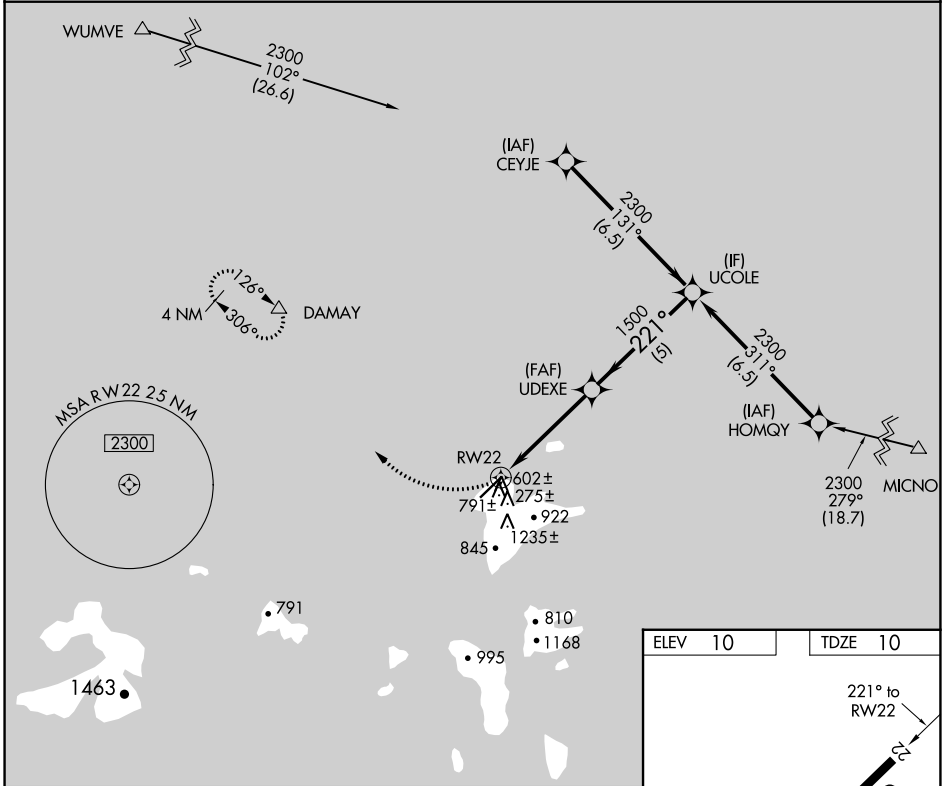 WUMVE
2300
102°
(26.6)
(IAF)
CEYJE
2300
131°
(6.5)
(IF)
UCOLE
126°
4 NM
306°
DAMAY
1500
221°
(5)
2300
311°
(6.5)
(FAF)
UDEXE
(IAF)
HOMQY
MSA RW22 25 NM
2300
RW22
602±
791±
275±
922
1235±
845
2300
279°
(18.7)
MICNO
791
810
1168
995
1463
ELEV 10
TDZE 10
221° to
RW22
22